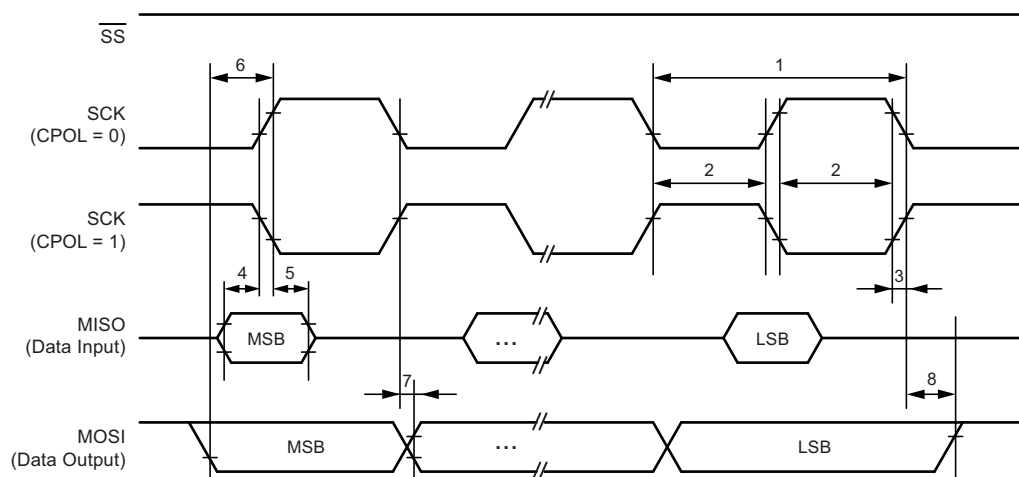 SS
6
1
SCK
(CPOL = 0)
2
2
SCK
(CPOL = 1)
4
5
3
MISO
(Data Input)
MSB
...
LSB
7
8
MOSI
(Data Output)
MSB
...
LSB